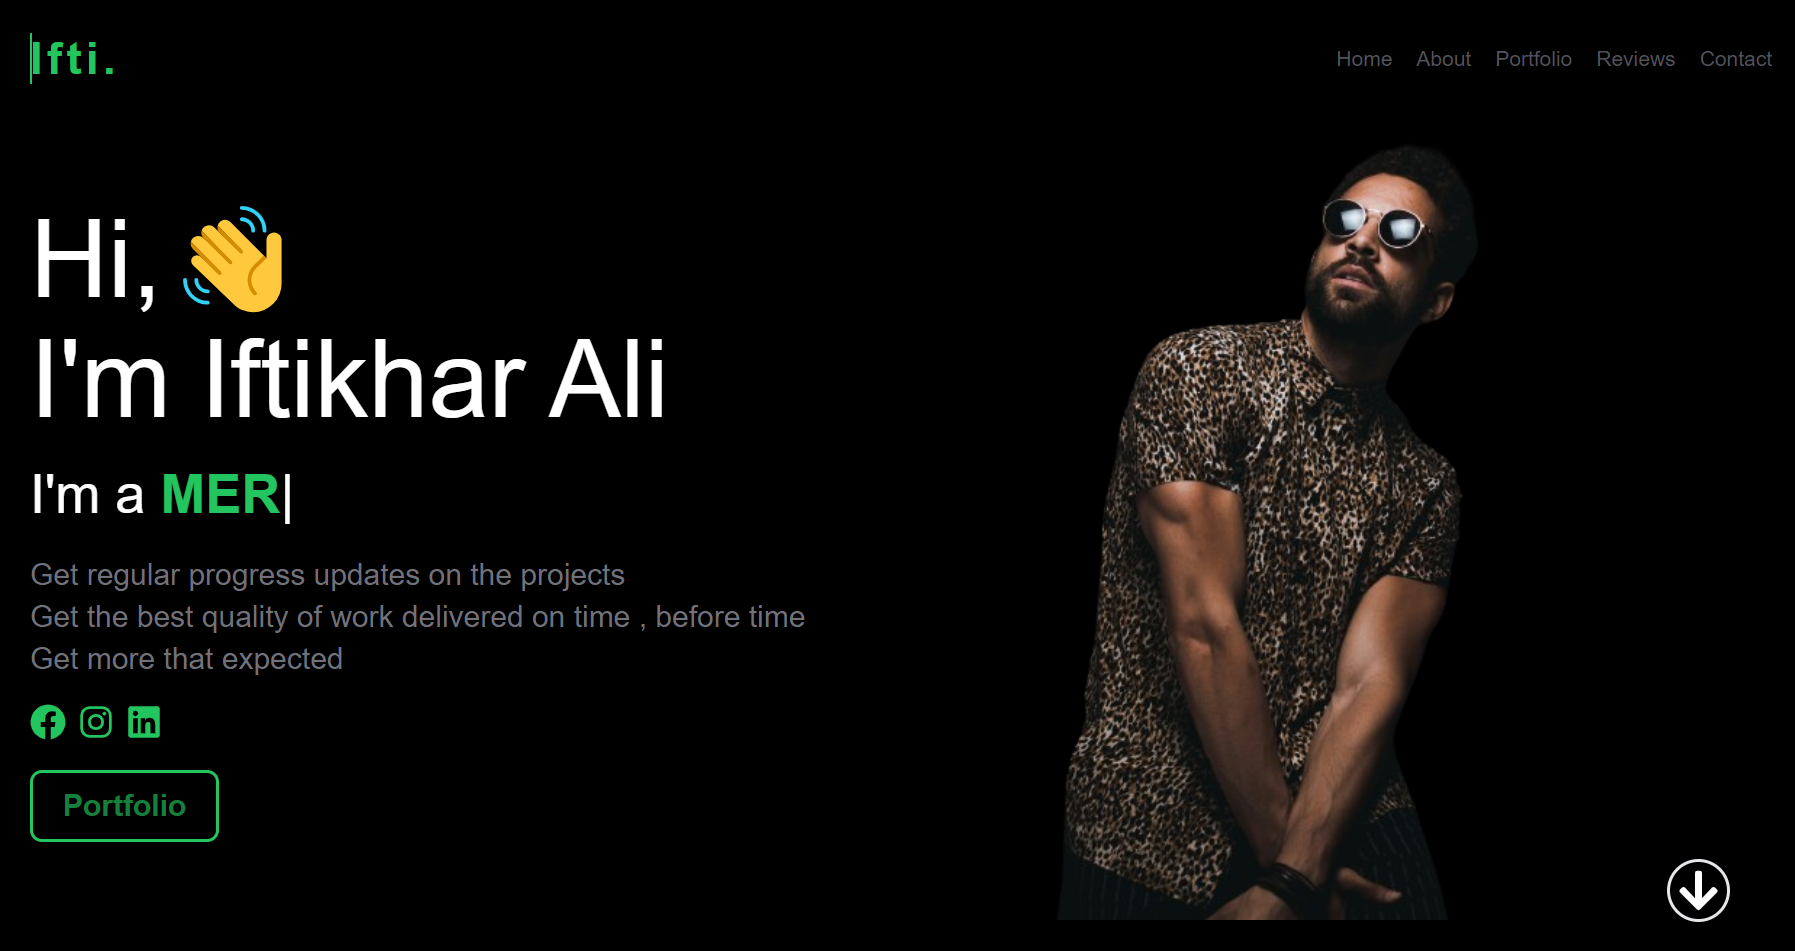 Ifti.
Home About Portfolio Reviews Contact
Hi, 👋
I'm Iftikhar Ali
I'm a MER|
Get regular progress updates on the projects
Get the best quality of work delivered on time , before time
Get more that expected
Portfolio